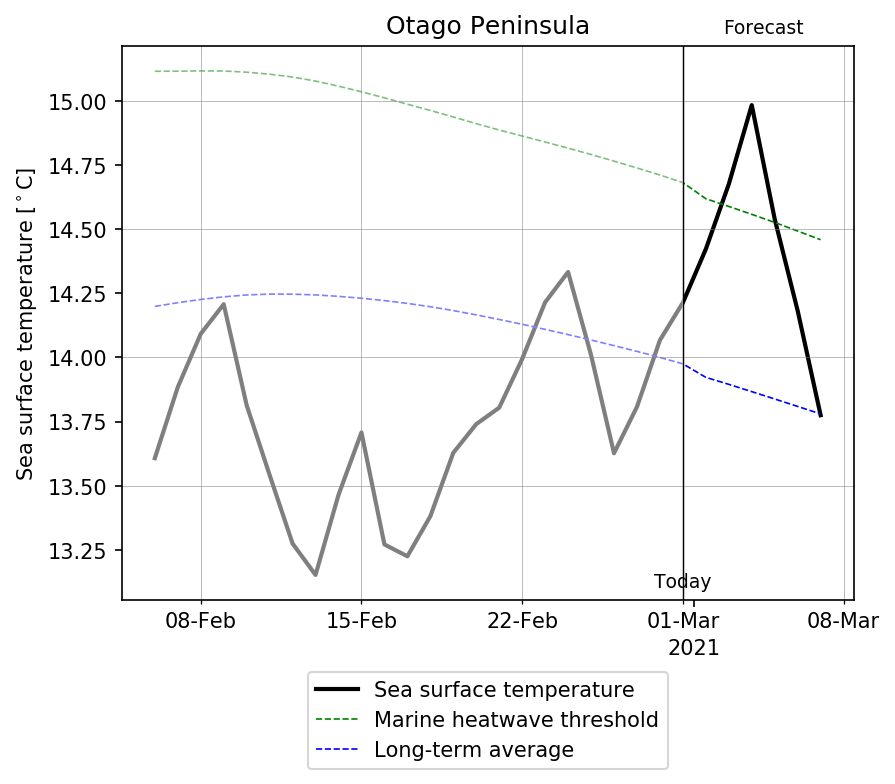 Otago Peninsula
Forecast
Sea surface temperature [°C]
15.00
14.75
14.50
14.25
14.00
13.75
13.50
13.25
Today
08-Feb
15-Feb
22-Feb
01-Mar
08-Mar
2021
Sea surface temperature
Marine heatwave threshold
Long-term average